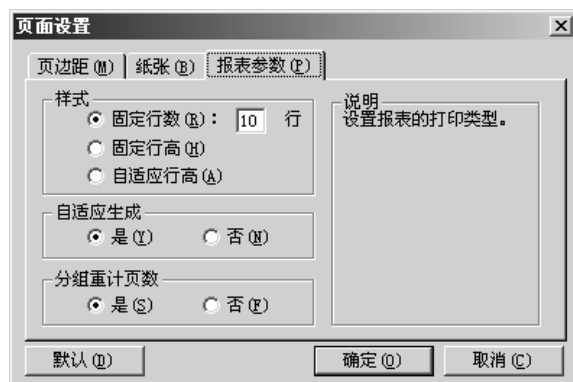 页面设置
页边距(M) 纸张(B) 报表参数(P)
样式
固定行数(R)： 10 行
固定行高(H)
自适应行高(A)
自适应生成
是(Y) 否(N)
分组重计页数
是(S) 否(F)
说明
设置报表的打印类型。
默认(D) 确定(O) 取消(C)